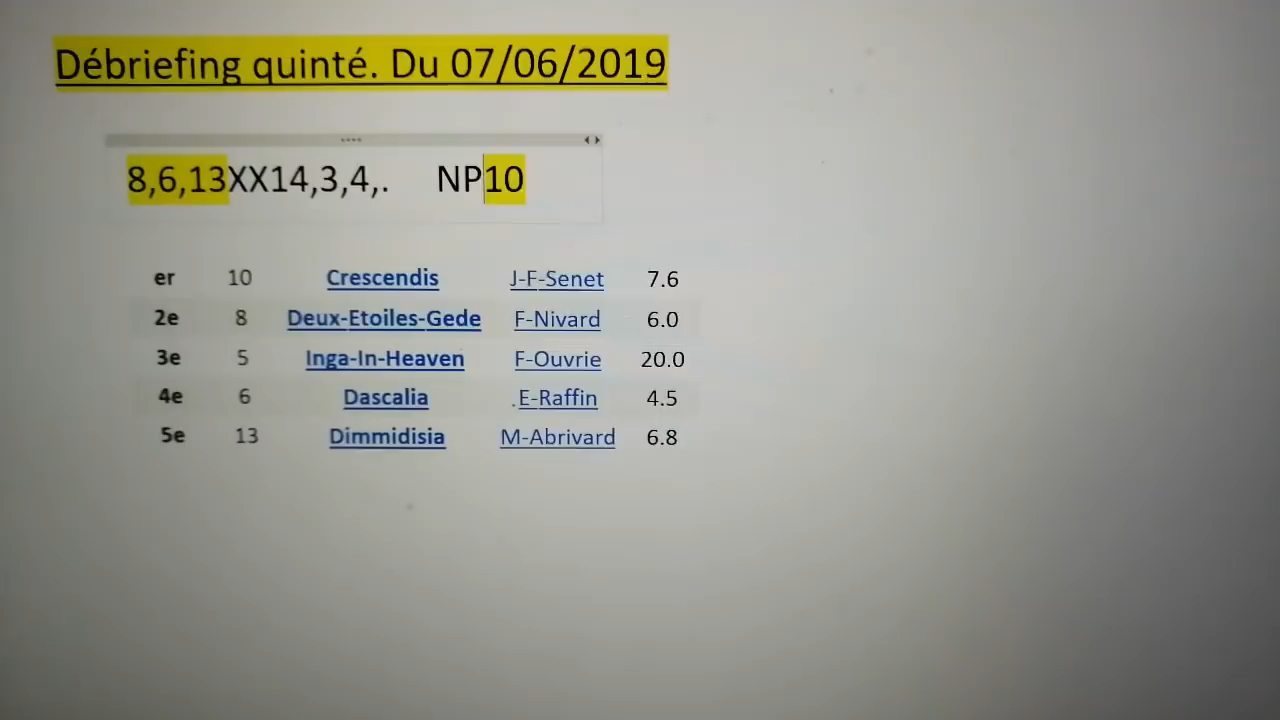 Débriefing quinté. Du 07/06/2019
8,6,13XX14,3,4,. NP10
er 10 Crescendis J-F-Senet 7.6
2e 8 Deux-Etoiles-Gede F-Nivard 6.0
3e 5 Inga-In-Heaven F-Ouvrie 20.0
4e 6 Dascalia .E-Raffin 4.5
5e 13 Dimmidisia M-Abrivard 6.8